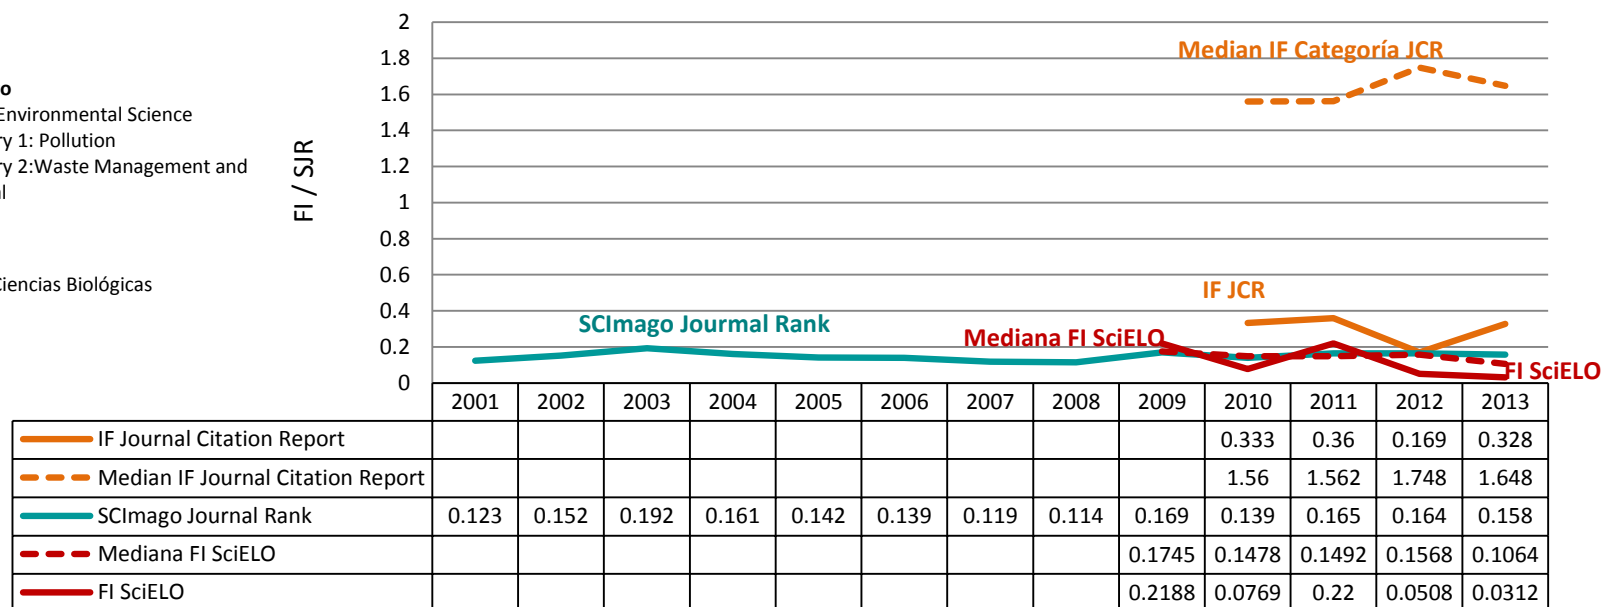 o
Environmental Science
ry 1: Pollution
ry 2:Waste Management and
al
Ciencias Biológicas
FI / SJR
2
1.8
1.6
1.4
1.2
1
0.8
0.6
0.4
0.2
0
Median IF Categoría JCR
IF JCR
SCImago Jourmal Rank
Mediana FI SciELO
FI SciELO
2001 2002 2003 2004 2005 2006 2007 2008 2009 2010 2011 2012 2013
IF Journal Citation Report 0.333 0.36 0.169 0.328
Median IF Journal Citation Report 1.56 1.562 1.748 1.648
SCImago Journal Rank 0.123 0.152 0.192 0.161 0.142 0.139 0.119 0.114 0.169 0.139 0.165 0.164 0.158
Mediana FI SciELO 0.1745 0.1478 0.1492 0.1568 0.1064
FI SciELO 0.2188 0.0769 0.22 0.0508 0.0312